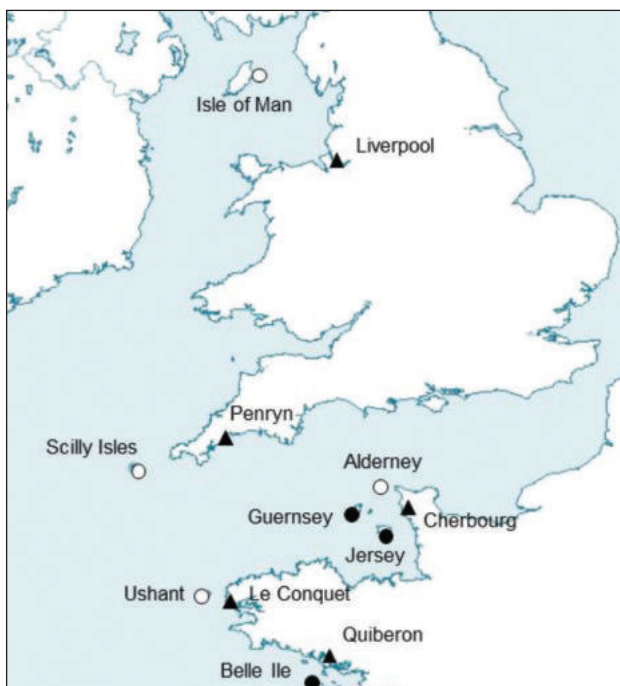 Isle of Man
Liverpool
Penryn
Scilly Isles
Alderney
Guernsey
Cherbourg
Jersey
Ushant
Le Conquet
Quiberon
Belle Ile